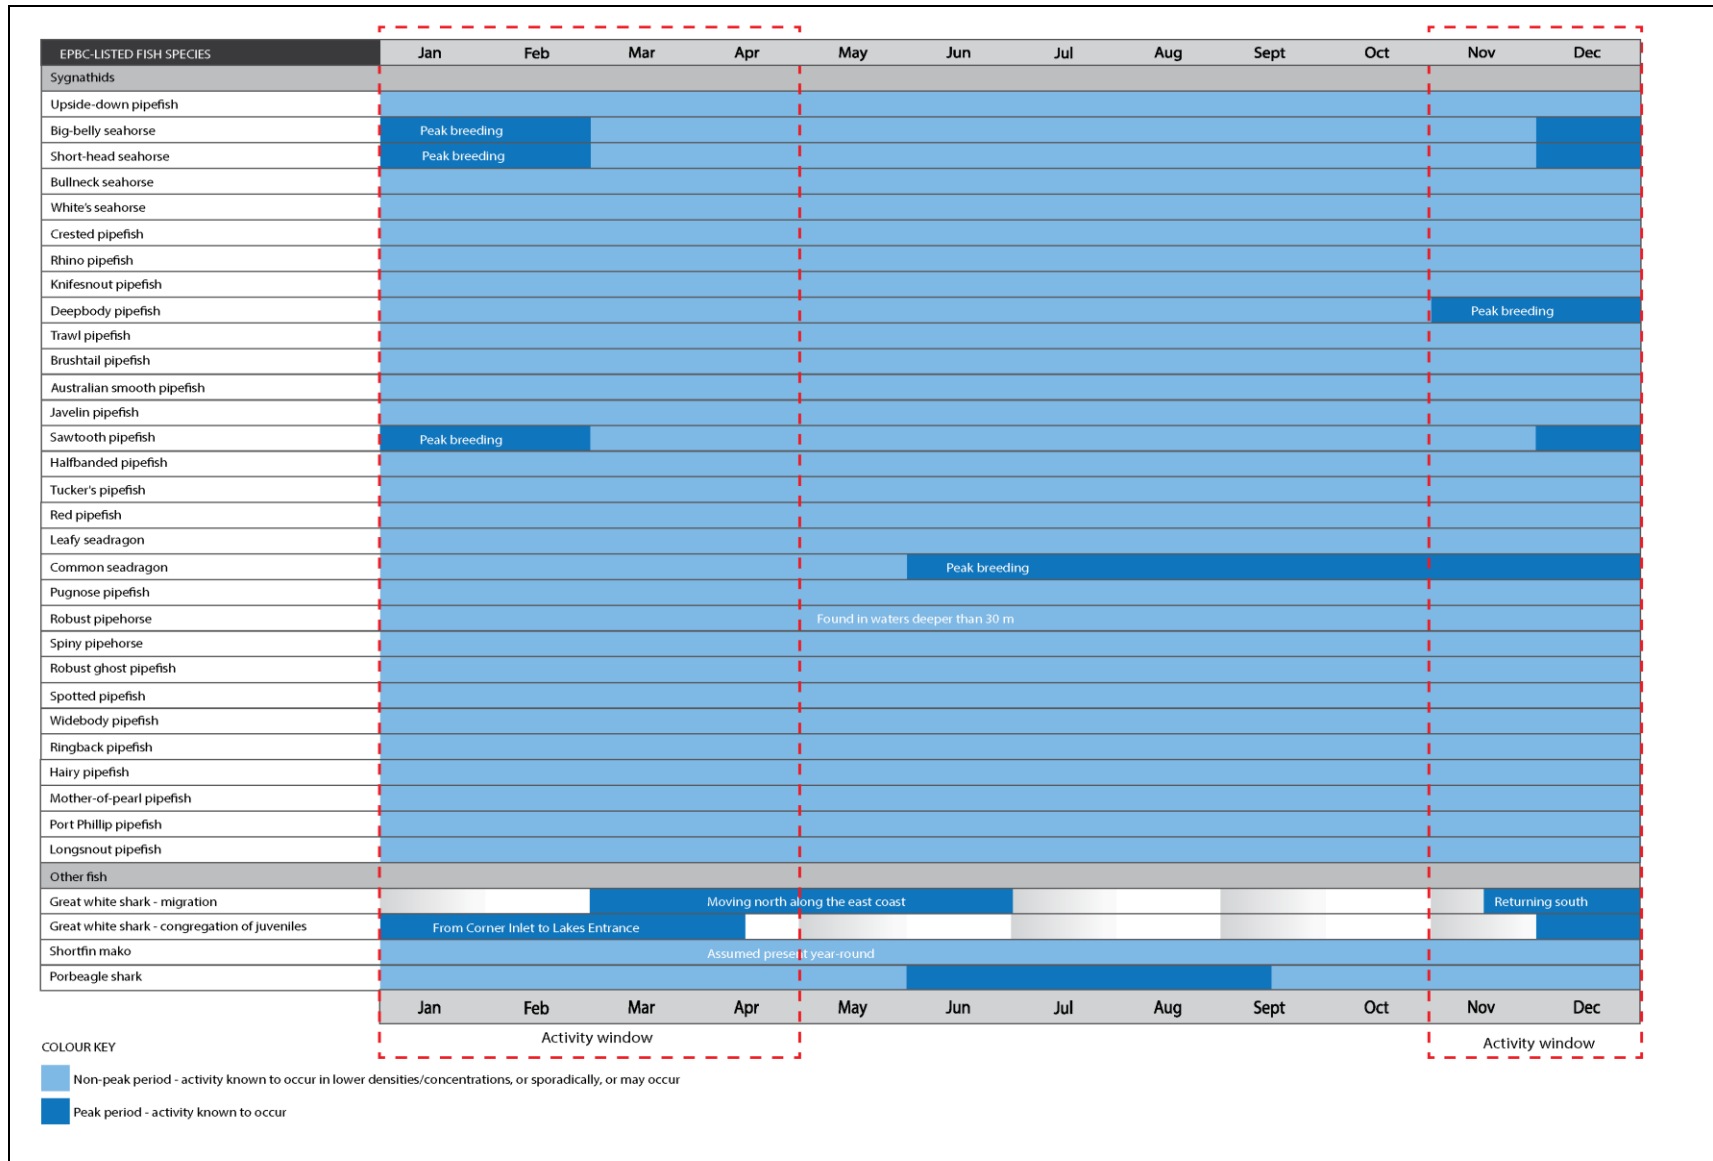 EPBC-LISTED FISH SPECIES Jan Feb Mar Apr May Jun Jul Aug Sept Oct Nov Dec
Sygnathids
Upside-down pipefish
Big-belly seahorse Peak breeding
Short-head seahorse Peak breeding
Bullneck seahorse
White's seahorse
Crested pipefish
Rhino pipefish
Knifesnout pipefish
Deepbody pipefish Peak breeding
Trawl pipefish
Brushtail pipefish
Australian smooth pipefish
Javelin pipefish
Sawtooth pipefish Peak breeding
Halfbanded pipefish
Tucker's pipefish
Red pipefish
Leafy seadragon
Common seadragon Peak breeding
Pugnose pipefish
Robust pipehorse Found in waters deeper than 30 m
Spiny pipehorse
Robust ghost pipefish
Spotted pipefish
Widebody pipefish
Ringback pipefish
Hairy pipefish
Mother-of-pearl pipefish
Port Phillip pipefish
Longsnout pipefish
Other fish
Great white shark - migration Moving north along the east coast Returning south
Great white shark - congregation of juveniles From Corner Inlet to Lakes Entrance
Shortfin mako Assumed present year-round
Porbeagle shark
Jan Feb Mar Apr May Jun Jul Aug Sept Oct Nov Dec
Activity window Activity window
COLOUR KEY
Non-peak period - activity known to occur in lower densities/concentrations, or sporadically, or may occur
Peak period - activity known to occur